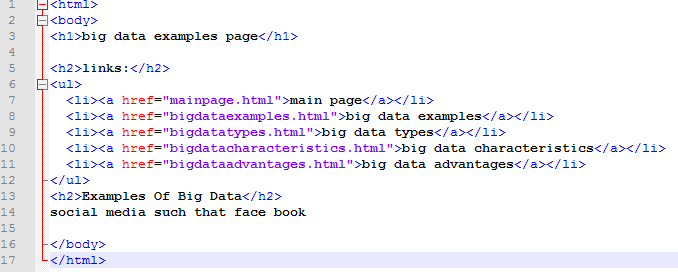 1 <html>
2 <body>
3 <h1>big data examples page</h1>
4
5 <h2>links:</h2>
6 <ul>
7 <li><a href="mainpage.html">main page</a></li>
8 <li><a href="bigdataexamples.html">big data examples</a></li>
9 <li><a href="bigdatatypes.html">big data types</a></li>
10 <li><a href="bigdatacharacteristics.html">big data characteristics</a></li>
11 <li><a href="bigdataadvantages.html">big data advantages</a></li>
12 </ul>
13 <h2>Examples Of Big Data</h2>
14 social media such that face book
15
16 </body>
17 </html>